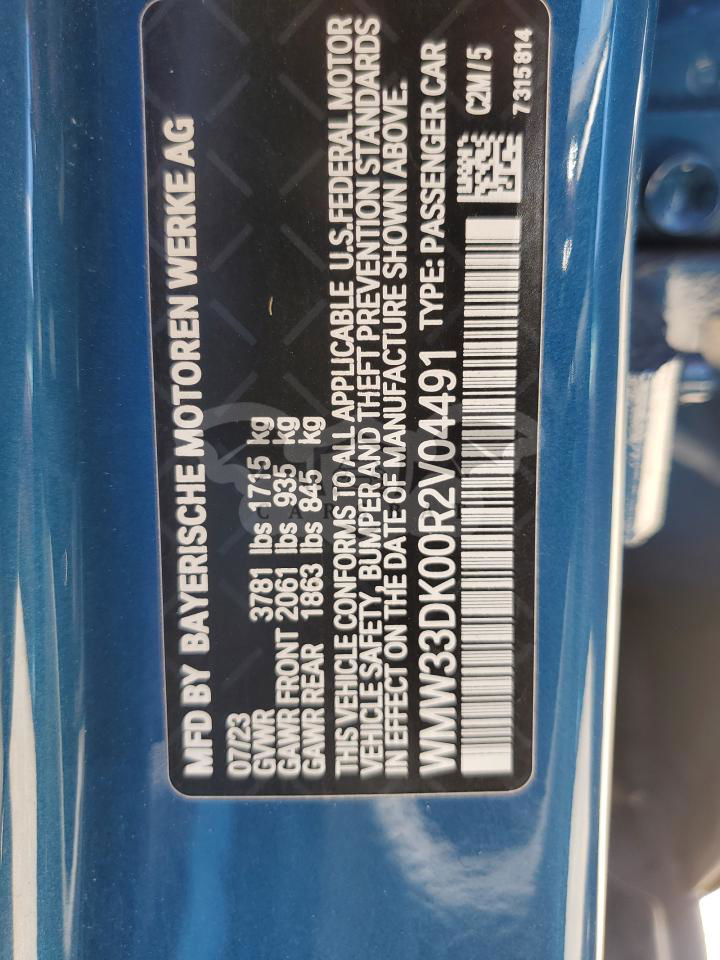 MFD BY BAYERISCHE MOTOREN WERKE AG
07/23
GVWR 3781 lbs 1715 kg
GAWR FRONT 2061 lbs 935 kg
GAWR REAR 1863 lbs 845 kg
THIS VEHICLE CONFORMS TO ALL APPLICABLE U.S.FEDERAL MOTOR
VEHICLE SAFETY, BUMPER AND THEFT PREVENTION STANDARDS
IN EFFECT ON THE DATE OF MANUFACTURE SHOWN ABOVE.
WMW33DK00R2V04491 TYPE: PASSENGER CAR
C2M/5
7315814